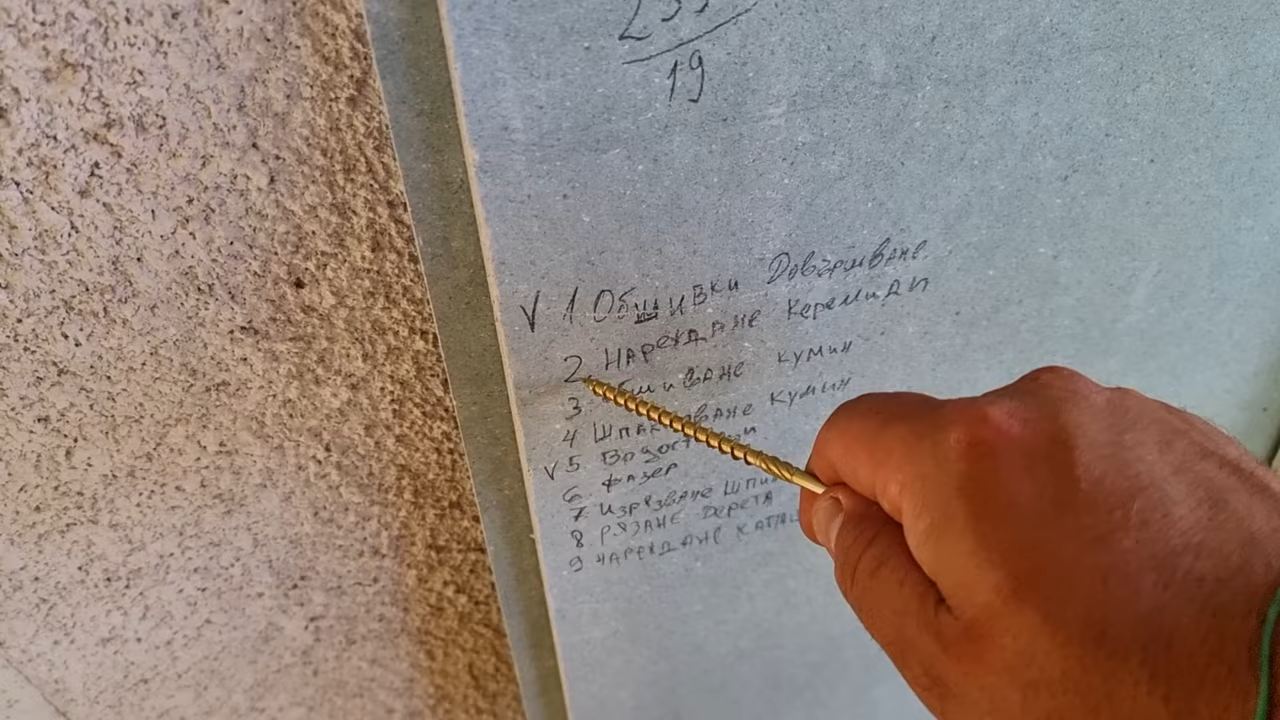 19
V 1 Обшивки Довършване
2. Нареждане Керемиди
3. Обшиване кумин
4 Шпакловане Кумин
V 5 Водостоци
6. Фазер
7 Изрязване
8 Рязане Дерета
9 Нареждане